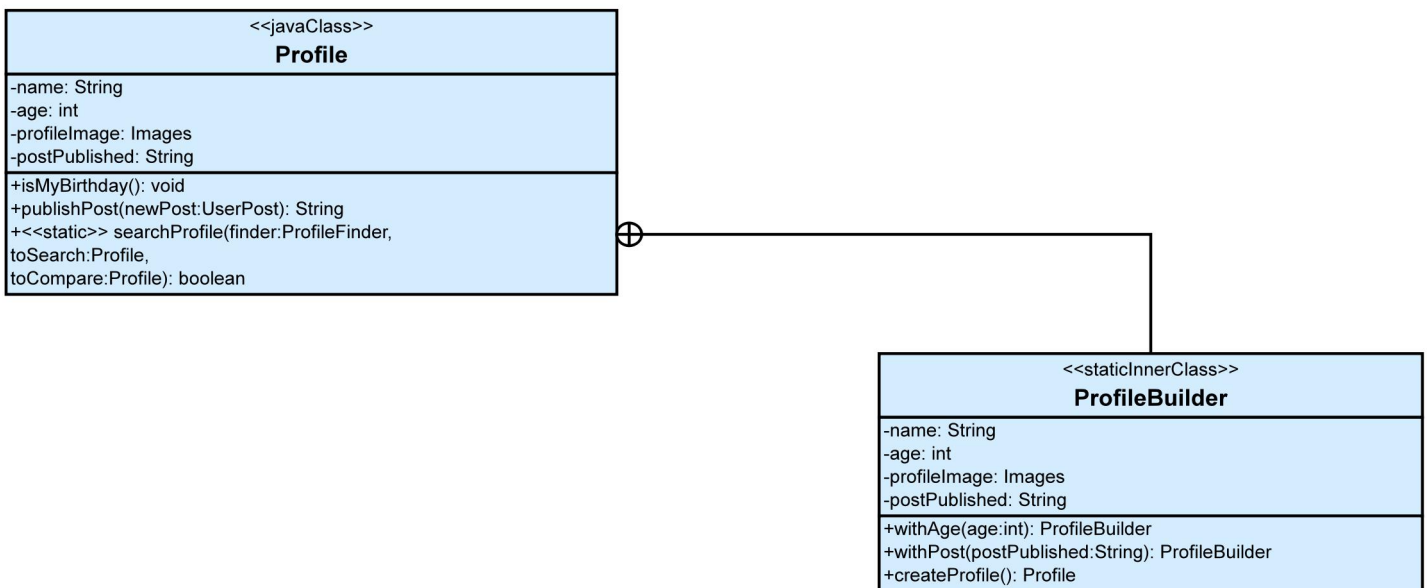 <<javaClass>>
Profile
-name: String
-age: int
-profileImage: Images
-postPublished: String
+isMyBirthday(): void
+publishPost(newPost:UserPost): String
+<<static>> searchProfile(finder:ProfileFinder,
toSearch:Profile,
toCompare:Profile): boolean
<<staticInnerClass>>
ProfileBuilder
-name: String
-age: int
-profileImage: Images
-postPublished: String
+withAge(age:int): ProfileBuilder
+withPost(postPublished:String): ProfileBuilder
+createProfile(): Profile